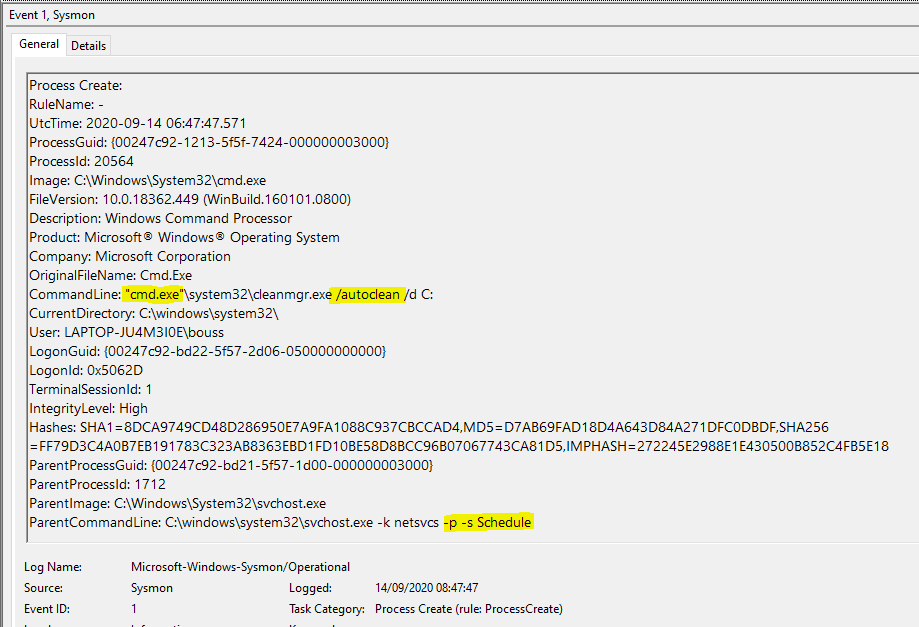 Event 1, Sysmon
General Details
Process Create:
RuleName: -
UtcTime: 2020-09-14 06:47:47.571
ProcessGuid: {00247c92-1213-5f5f-7424-000000003000}
ProcessId: 20564
Image: C:\Windows\System32\cmd.exe
FileVersion: 10.0.18362.449 (WinBuild.160101.0800)
Description: Windows Command Processor
Product: Microsoft® Windows® Operating System
Company: Microsoft Corporation
OriginalFileName: Cmd.Exe
CommandLine: "cmd.exe"\system32\cleanmgr.exe /autoclean /d C:
CurrentDirectory: C:\windows\system32\
User: LAPTOP-JU4M3I0E\bouss
LogonGuid: {00247c92-bd22-5f57-2d06-050000000000}
LogonId: 0x5062D
TerminalSessionId: 1
IntegrityLevel: High
Hashes: SHA1=8DCA9749CD48D286950E7A9FA1088C937CBCCAD4,MD5=D7AB69FAD18D4A643D84A271DFC0DBDF,SHA256
=FF79D3C4A0B7EB191783C323AB8363EBD1FD10BE58D8BCC96B07067743CA81D5,IMPHASH=272245E2988E1E430500B852C4FB5E18
ParentProcessGuid: {00247c92-bd21-5f57-1d00-000000003000}
ParentProcessId: 1712
ParentImage: C:\Windows\System32\svchost.exe
ParentCommandLine: C:\windows\system32\svchost.exe -k netsvcs -p -s Schedule
Log Name: Microsoft-Windows-Sysmon/Operational
Source: Sysmon Logged: 14/09/2020 08:47:47
Event ID: 1 Task Category: Process Create (rule: ProcessCreate)